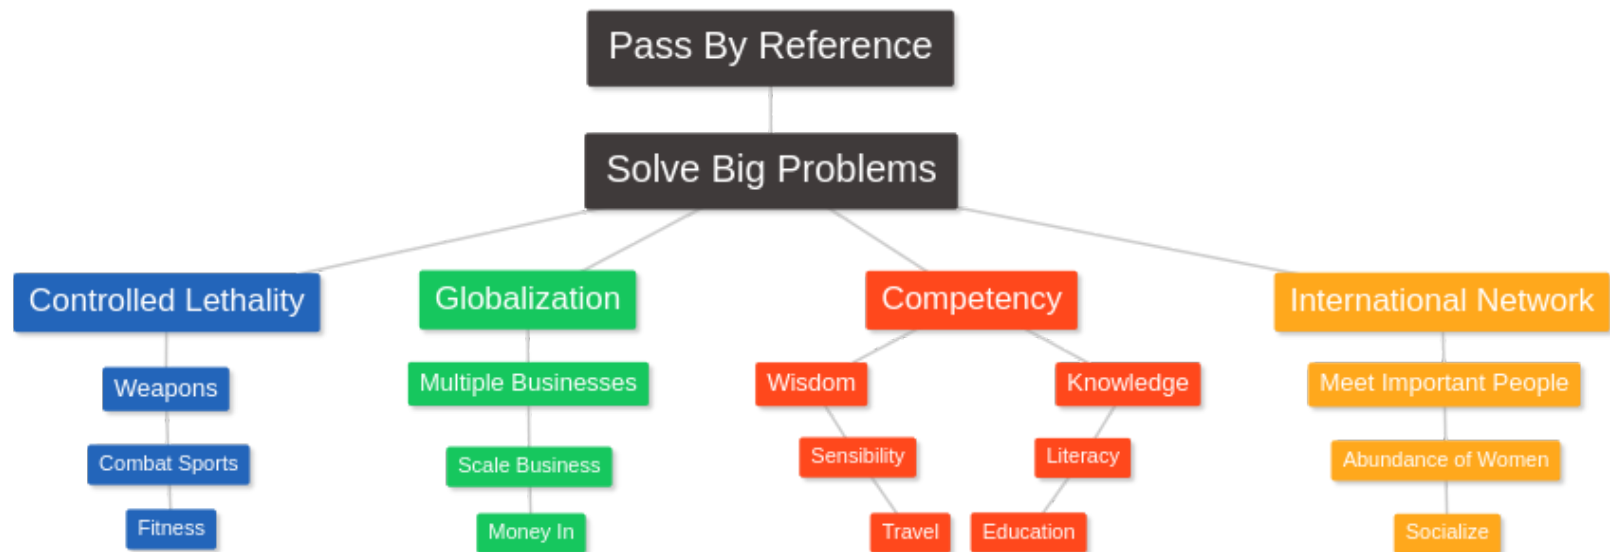 Pass By Reference
Solve Big Problems
Controlled Lethality
Globalization
Competency
International Network
Weapons
Multiple Businesses
Wisdom
Knowledge
Meet Important People
Combat Sports
Scale Business
Sensibility
Literacy
Abundance of Women
Fitness
Money In
Travel
Education
Socialize